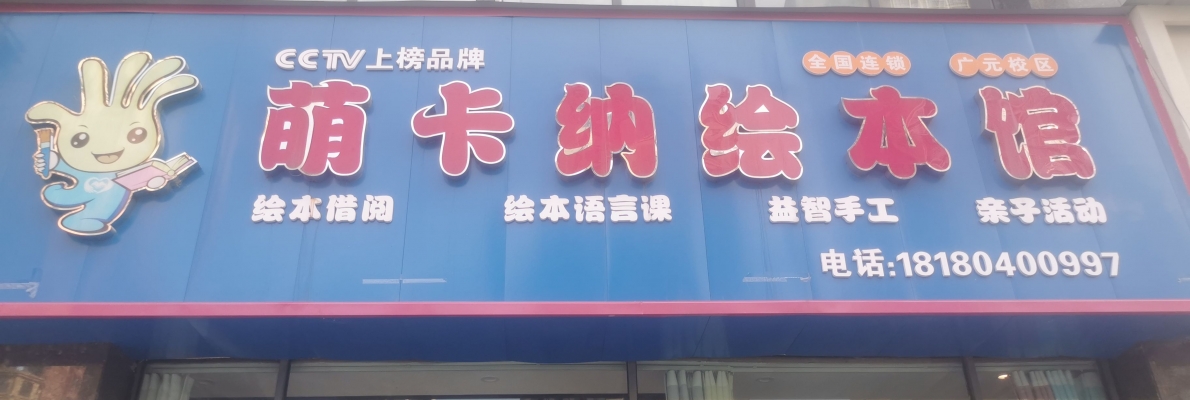 CCTV上榜品牌 全国连锁 广元校区
萌卡纳绘本馆
绘本借阅 绘本语言课 益智手工 亲子活动
电话:18180400997